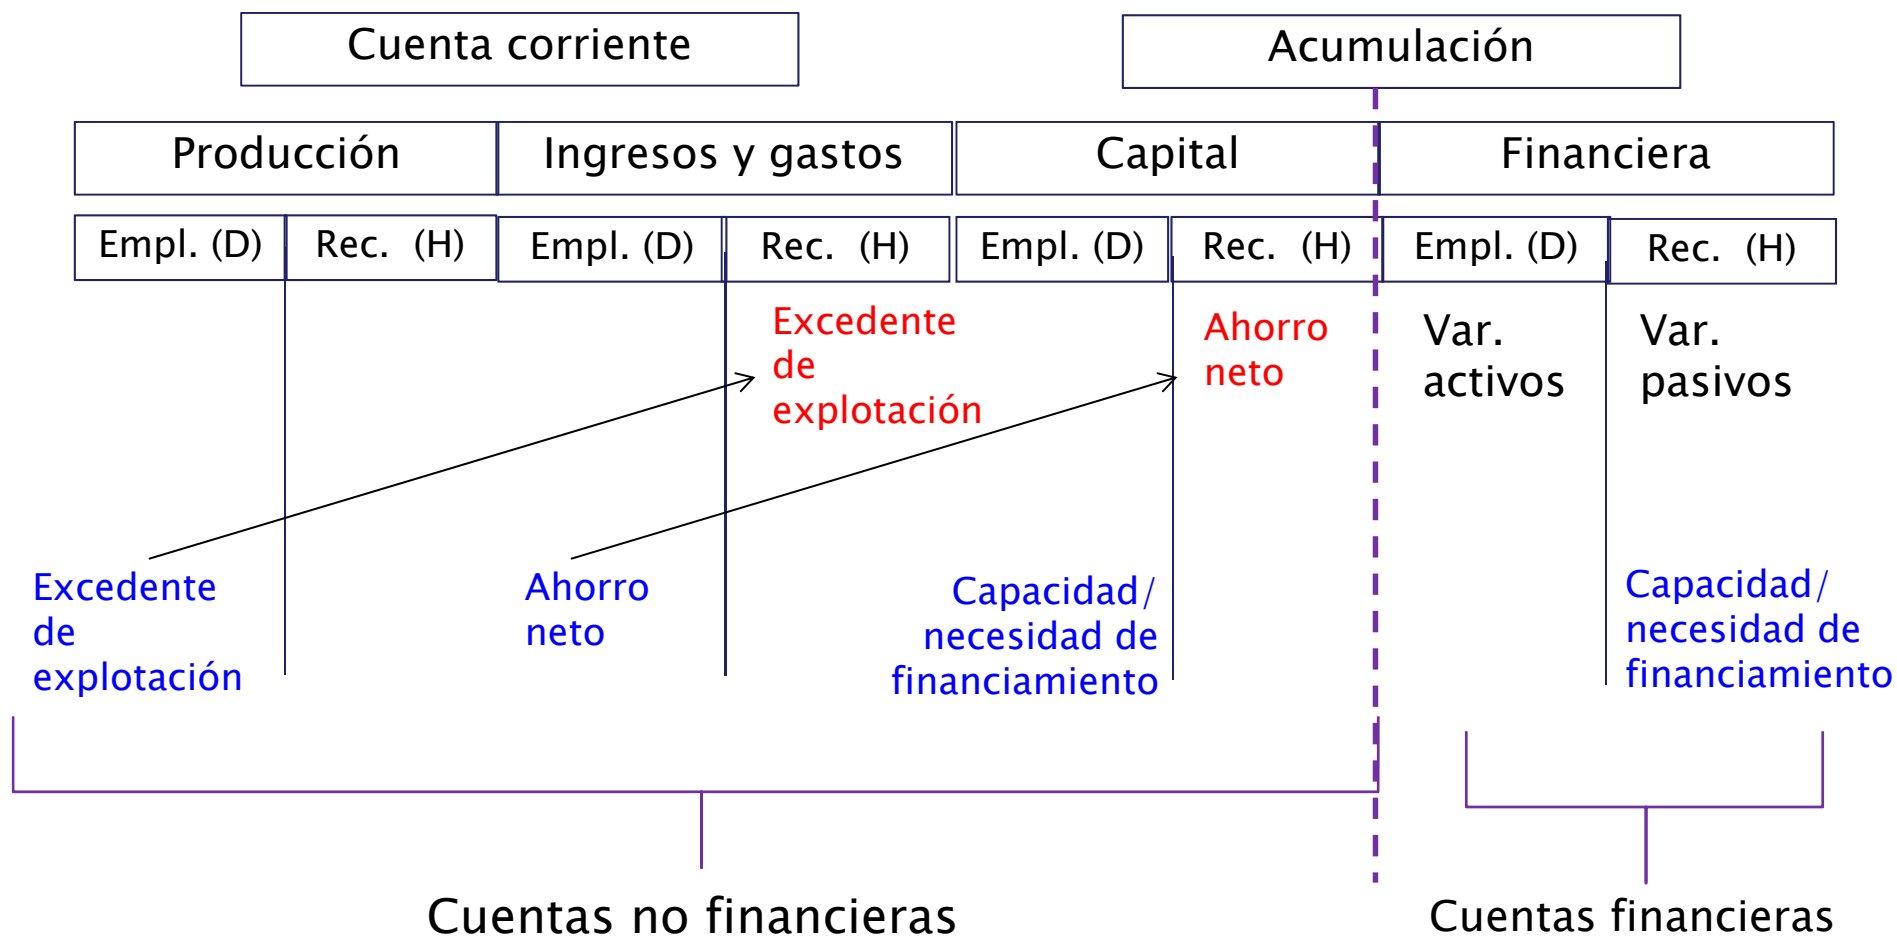 Cuenta corriente
Acumulación
Producción
Ingresos y gastos
Capital
Financiera
Empl. (D)
Rec. (H)
Empl. (D)
Rec. (H)
Empl. (D)
Rec. (H)
Empl. (D)
Rec. (H)
Excedente
de
explotación
Ahorro
neto
Var.
activos
Var.
pasivos
Excedente
de
explotación
Ahorro
neto
Capacidad/
necesidad de
financiamiento
Capacidad/
necesidad de
financiamiento
Cuentas no financieras
Cuentas financieras